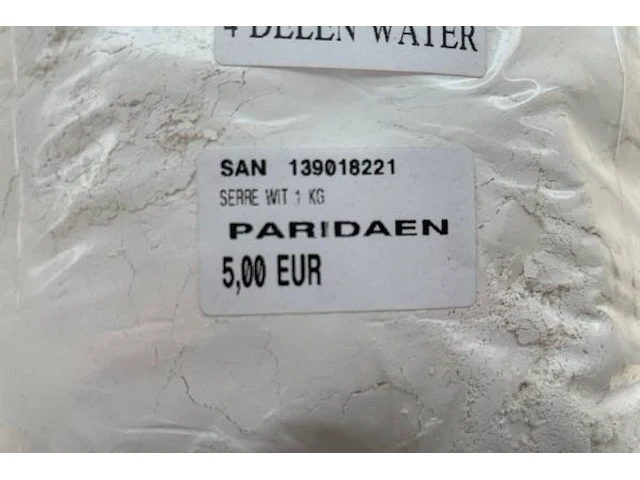 4 DELEN WATER
SAN 139018221
SERRE WIT 1 KG
PARIDAEN
5,00 EUR